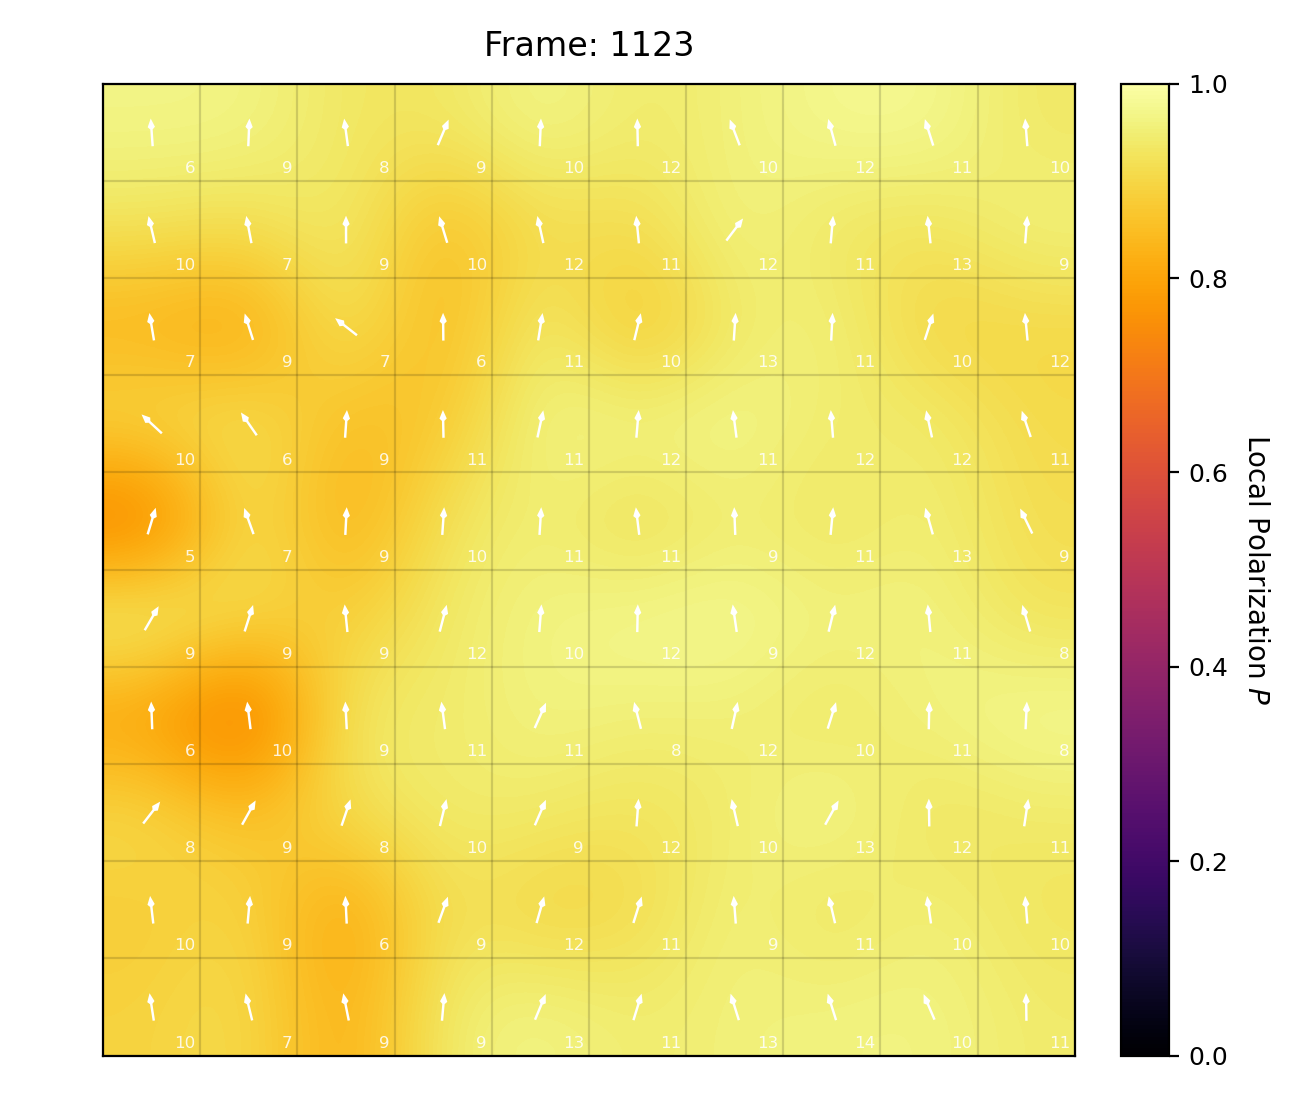 Frame: 1123
6 9 8 9 10 12 10 12 11 10
10 7 9 10 12 11 12 11 13 9
7 9 7 6 11 10 13 11 10 12
10 6 9 11 11 12 11 12 12 11
5 7 9 10 11 11 9 11 13 9
9 9 9 12 10 12 9 12 11 8
6 10 9 11 11 8 12 10 11 8
8 9 8 10 9 12 10 13 12 11
10 9 6 9 12 11 9 11 10 10
10 7 9 13 11 13 14 10 11
1.0
0.8
0.6
0.4
0.2
0.0
Local Polarization P